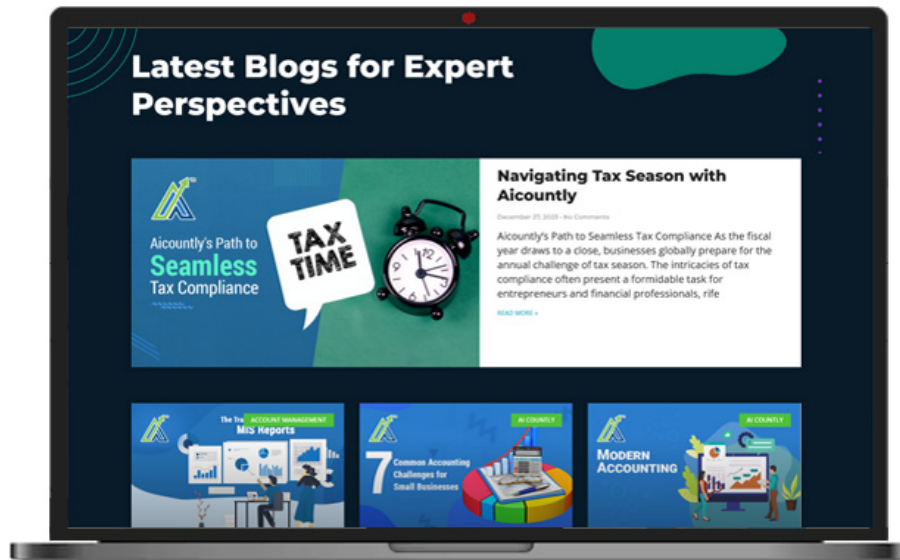 Latest Blogs for Expert
Perspectives
Aicountly's Path to
Seamless
Tax Compliance
TAX
TIME
Navigating Tax Season with
Aicountly
December 27, 2023 • No Comments
Aicountly's Path to Seamless Tax Compliance As the fiscal
year draws to a close, businesses globally prepare for the
annual challenge of tax season. The intricacies of tax
compliance often present a formidable task for
entrepreneurs and financial professionals, rife
READ MORE »
ACCOUNT MANAGEMENT
The Tra
MIS Reports
AI COUNTLY
7 Common Accounting
Challenges for
Small Businesses
AI COUNTLY
MODERN
ACCOUNTING